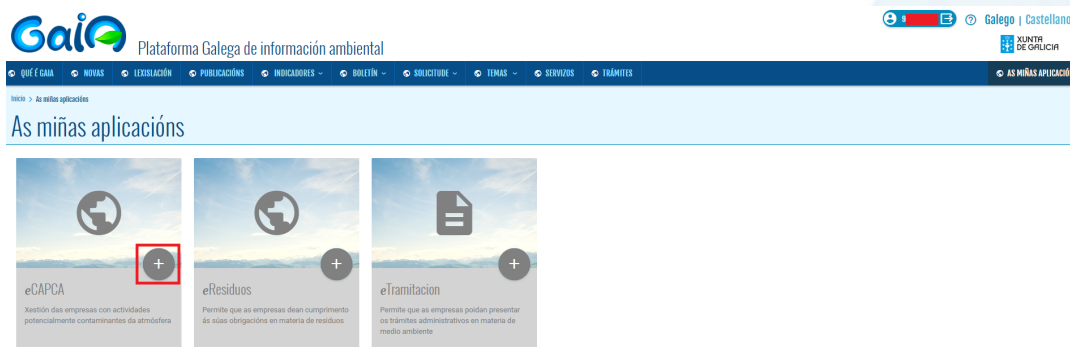 GaiA Plataforma Galega de información ambiental
9
Galego | Castellano
XUNTA
DE GALICIA
QUÉ É GAIA NOVAS LEXISLACIÓN PUBLICACIÓNS INDICADORES BOLETÍN SOLICITUDE TEMAS SERVIZOS TRÁMITES AS MIÑAS APLICACIÓ
Inicio > As miñas aplicacións
As miñas aplicacións
eCAPCA
Xestión das empresas con actividades
potencialmente contaminantes da atmósfera
eResiduos
Permite que as empresas dean cumprimento
ás súas obrigacións en materia de residuos
eTramitacion
Permite que as empresas poidan presentar
os trámites administrativos en materia de
medio ambiente